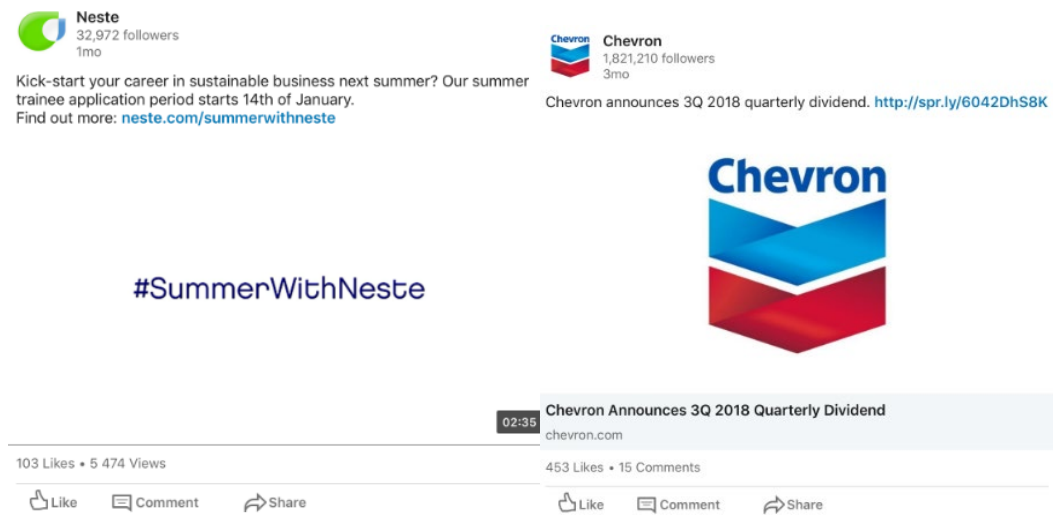 Neste
32,972 followers
1mo
Kick-start your career in sustainable business next summer? Our summer
trainee application period starts 14th of January.
Find out more: neste.com/summerwithneste
#SummerWithNeste
02:35
103 Likes • 5 474 Views
Like Comment Share
Chevron
Chevron
1,821,210 followers
3mo
Chevron announces 3Q 2018 quarterly dividend. http://spr.ly/6042DhS8K
Chevron
Chevron Announces 3Q 2018 Quarterly Dividend
chevron.com
453 Likes • 15 Comments
Like Comment Share